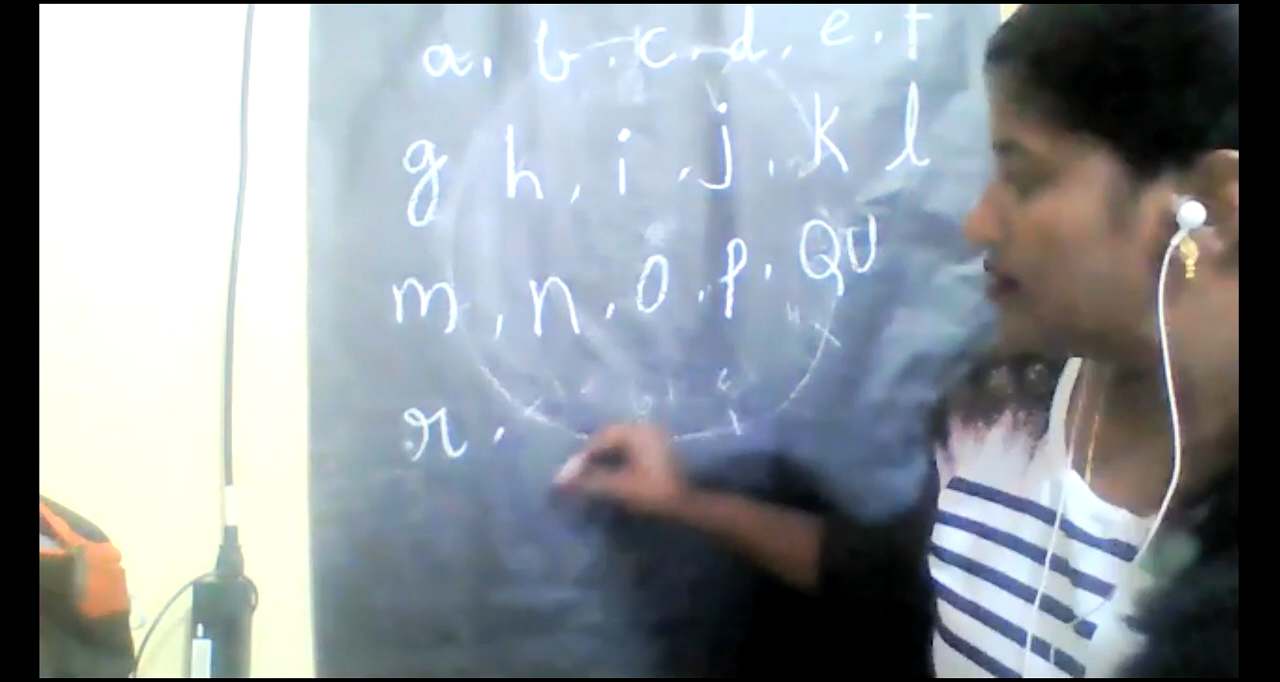 a, b, c, d, e, f
g h, i, j, k l
m, n, o, p, QU
r,